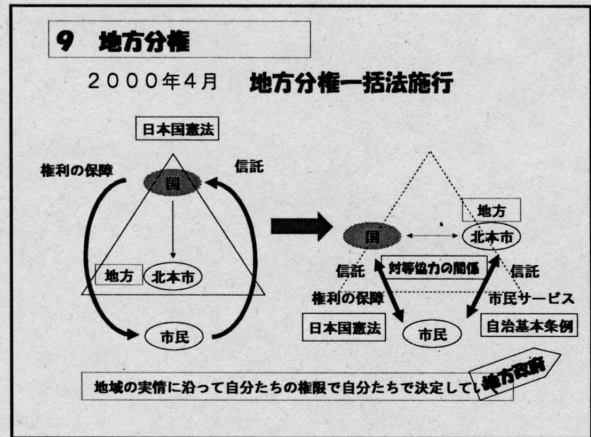 9 地方分権
2000年4月 地方分権一括法施行
日本国憲法
権利の保障
信託
国
地方
北本市
市民
地方
国
北本市
信託
対等協力の関係
信託
権利の保障
市民サービス
日本国憲法
市民
自治基本条例
地域の実情に沿って自分たちの権限で自分たちで決定してい
地方政府